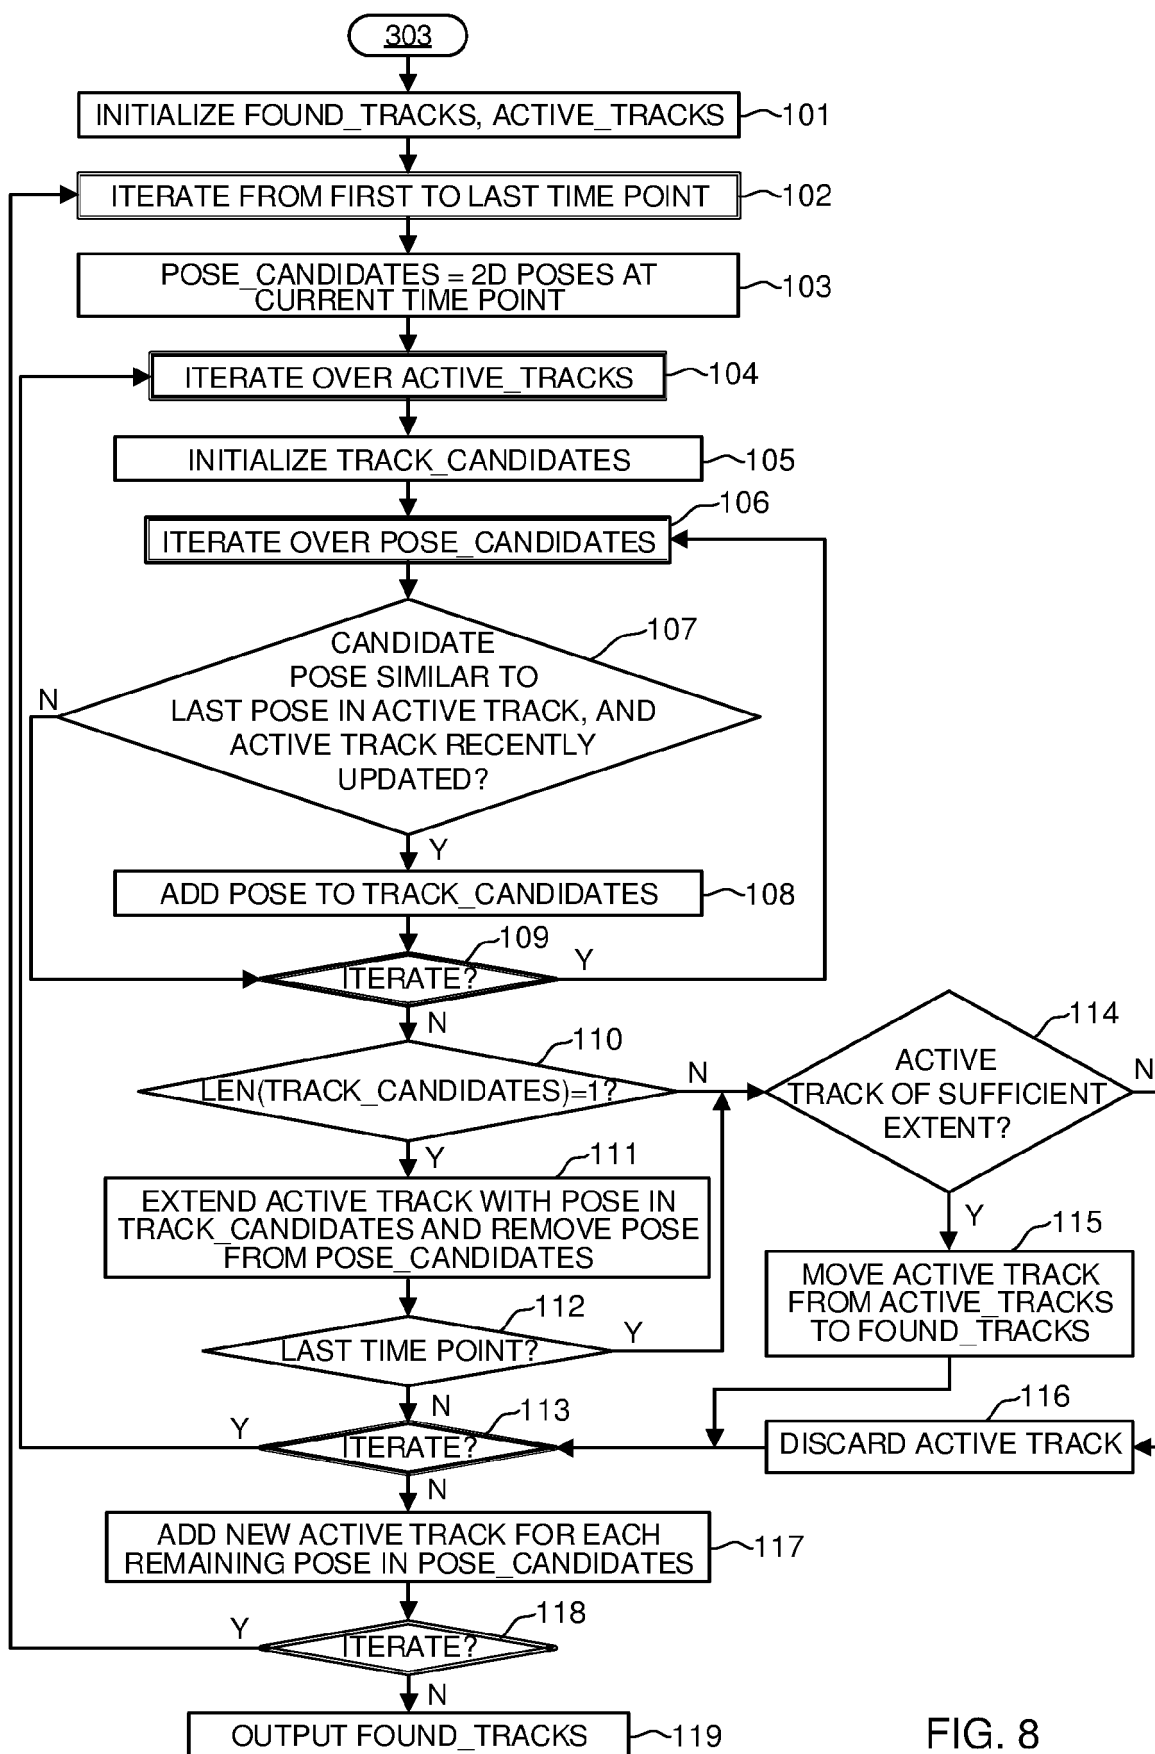 303
INITIALIZE FOUND_TRACKS, ACTIVE_TRACKS
101
ITERATE FROM FIRST TO LAST TIME POINT
102
POSE_CANDIDATES = 2D POSES AT
CURRENT TIME POINT
103
ITERATE OVER ACTIVE_TRACKS
104
INITIALIZE TRACK_CANDIDATES
105
106
ITERATE OVER POSE_CANDIDATES
107
CANDIDATE
POSE SIMILAR TO
LAST POSE IN ACTIVE TRACK, AND
ACTIVE TRACK RECENTLY
UPDATED?
N
Y
ADD POSE TO TRACK_CANDIDATES
108
109
ITERATE?
Y
N
110
LEN(TRACK_CANDIDATES)=1?
N
Y
114
ACTIVE
TRACK OF SUFFICIENT
EXTENT?
N
Y
111
EXTEND ACTIVE TRACK WITH POSE IN
TRACK_CANDIDATES AND REMOVE POSE
FROM POSE_CANDIDATES
115
MOVE ACTIVE TRACK
FROM ACTIVE_TRACKS
TO FOUND_TRACKS
112
LAST TIME POINT?
Y
N
113
ITERATE?
Y
N
116
DISCARD ACTIVE TRACK
ADD NEW ACTIVE TRACK FOR EACH
REMAINING POSE IN POSE_CANDIDATES
117
118
ITERATE?
Y
N
OUTPUT FOUND_TRACKS
119
FIG. 8